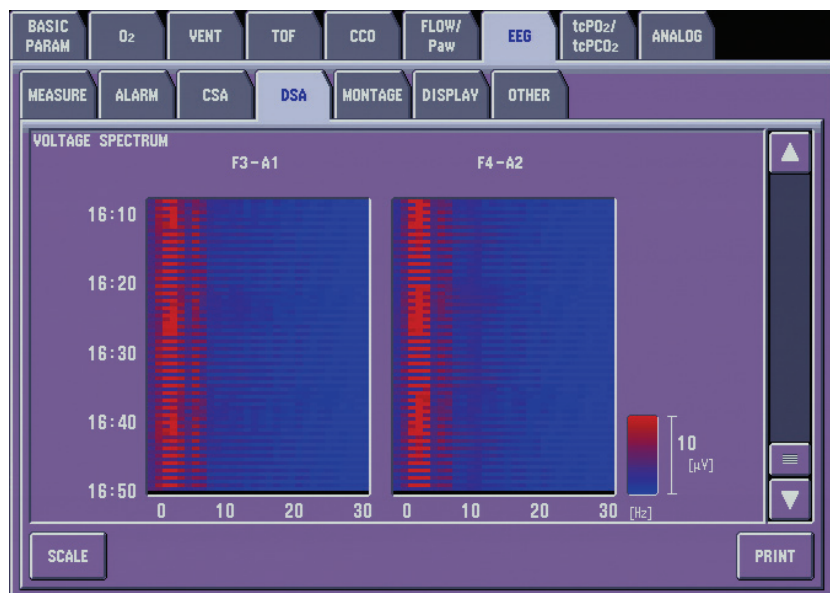 BASIC PARAM O2 VENT TOF CCO FLOW/ Paw EEG tcPO2/ tcPCO2 ANALOG
MEASURE ALARM CSA DSA MONTAGE DISPLAY OTHER
VOLTAGE SPECTRUM
F3-A1 F4-A2
16:10
16:20
16:30
16:40
10
[µV]
16:50
0 10 20 30 0 10 20 30 [Hz]
SCALE PRINT